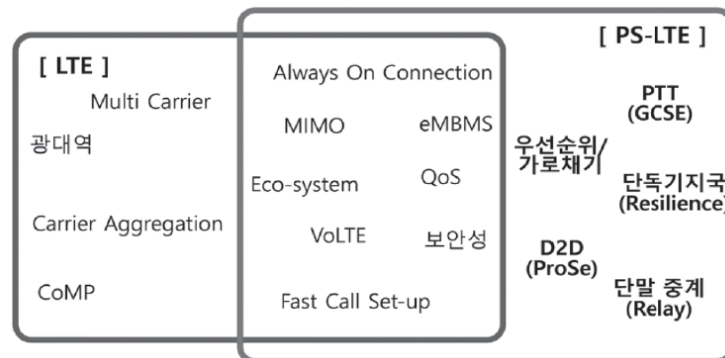 [ LTE ]
Multi Carrier
광대역
Carrier Aggregation
CoMP
Always On Connection
MIMO
eMBMS
Eco-system
QoS
VoLTE
보안성
Fast Call Set-up
[ PS-LTE ]
PTT
(GCSE)
우선순위/
가로채기
단독기지국
(Resilience)
D2D
(ProSe)
단말 중계
(Relay)